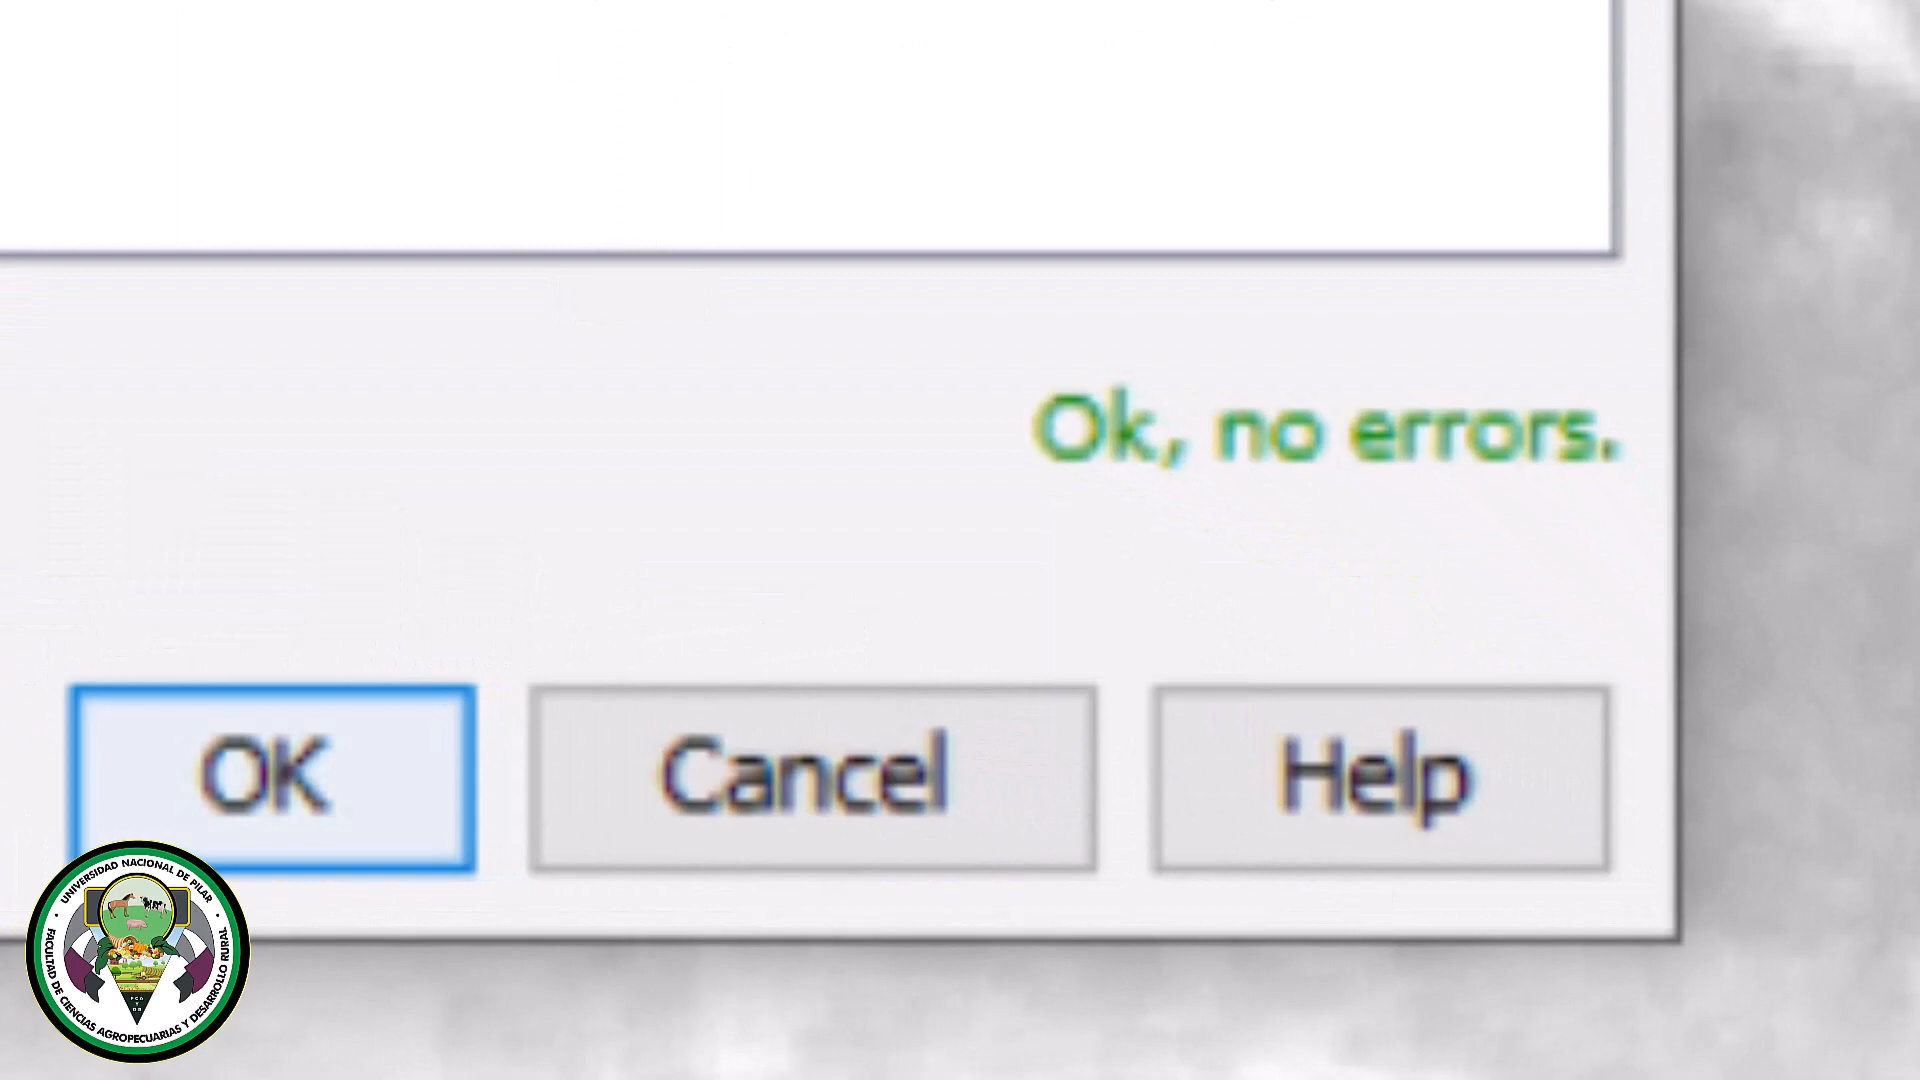 Ok, no errors.
OK Cancel Help
UNIVERSIDAD NACIONAL DE PILAR
FACULTAD DE CIENCIAS AGROPECUARIAS Y DESARROLLO RURAL